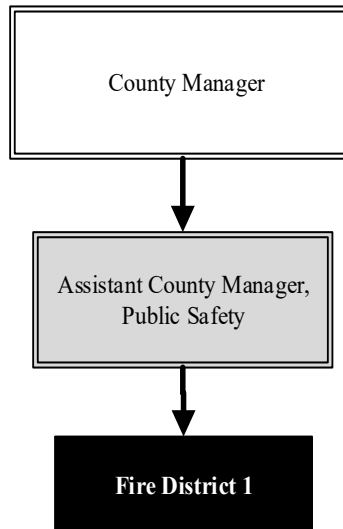 County Manager
Assistant County Manager,
Public Safety
Fire District 1